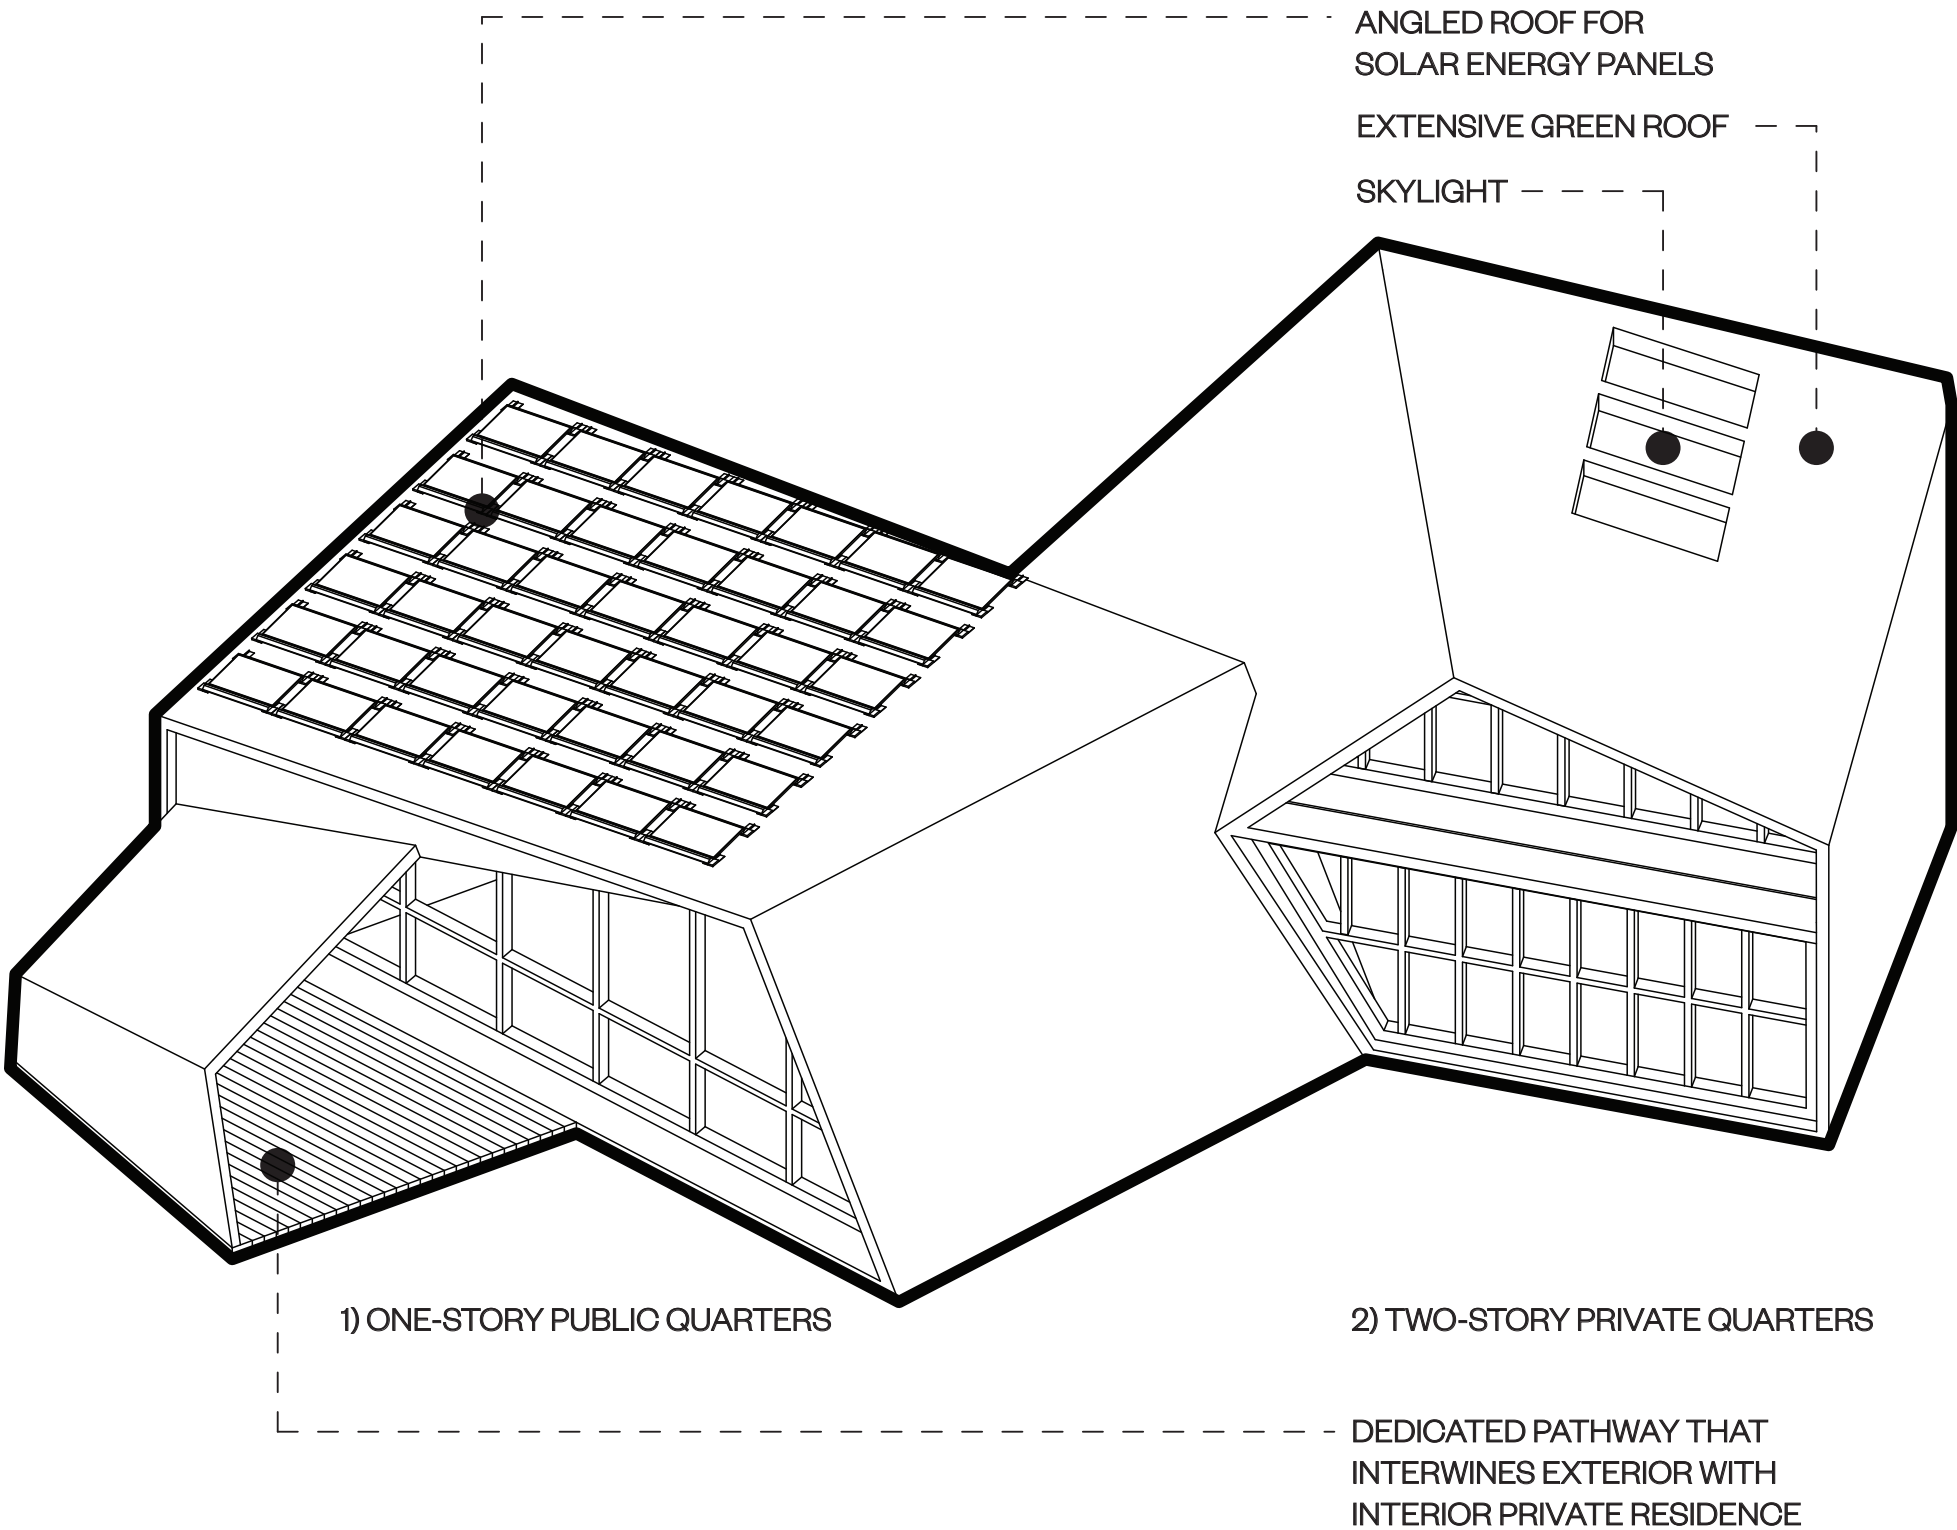 ANGLED ROOF FOR
SOLAR ENERGY PANELS
EXTENSIVE GREEN ROOF
SKYLIGHT
1) ONE-STORY PUBLIC QUARTERS
2) TWO-STORY PRIVATE QUARTERS
DEDICATED PATHWAY THAT
INTERWINES EXTERIOR WITH
INTERIOR PRIVATE RESIDENCE